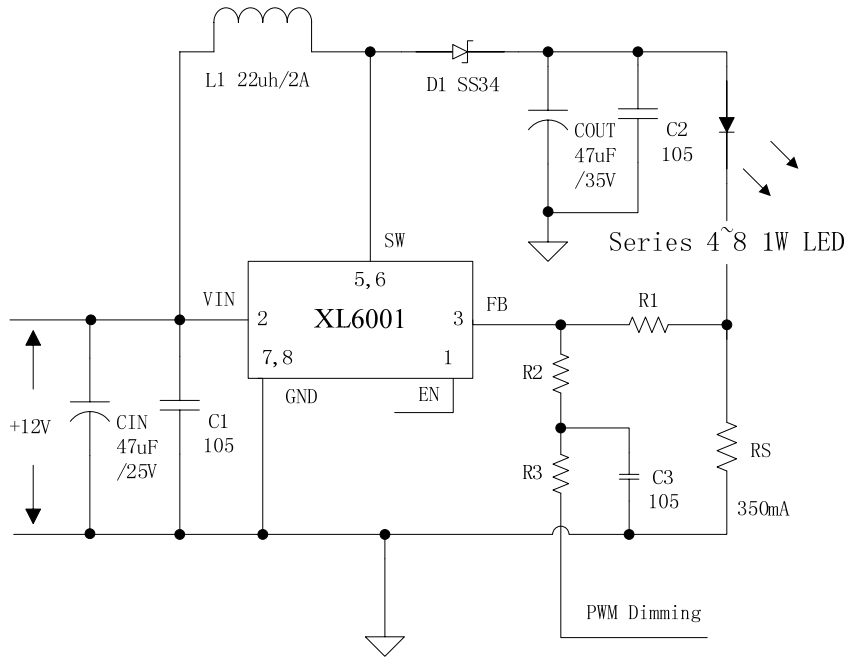 L1 22uh/2A
D1 SS34
COUT
47uF
/35V
C2
105
Series 4~8 1W LED
SW
5,6
VIN
2
XL6001
3
FB
R1
7,8
1
GND
EN
R2
+12V
CIN
47uF
/25V
C1
105
R3
C3
105
RS
350mA
PWM Dimming